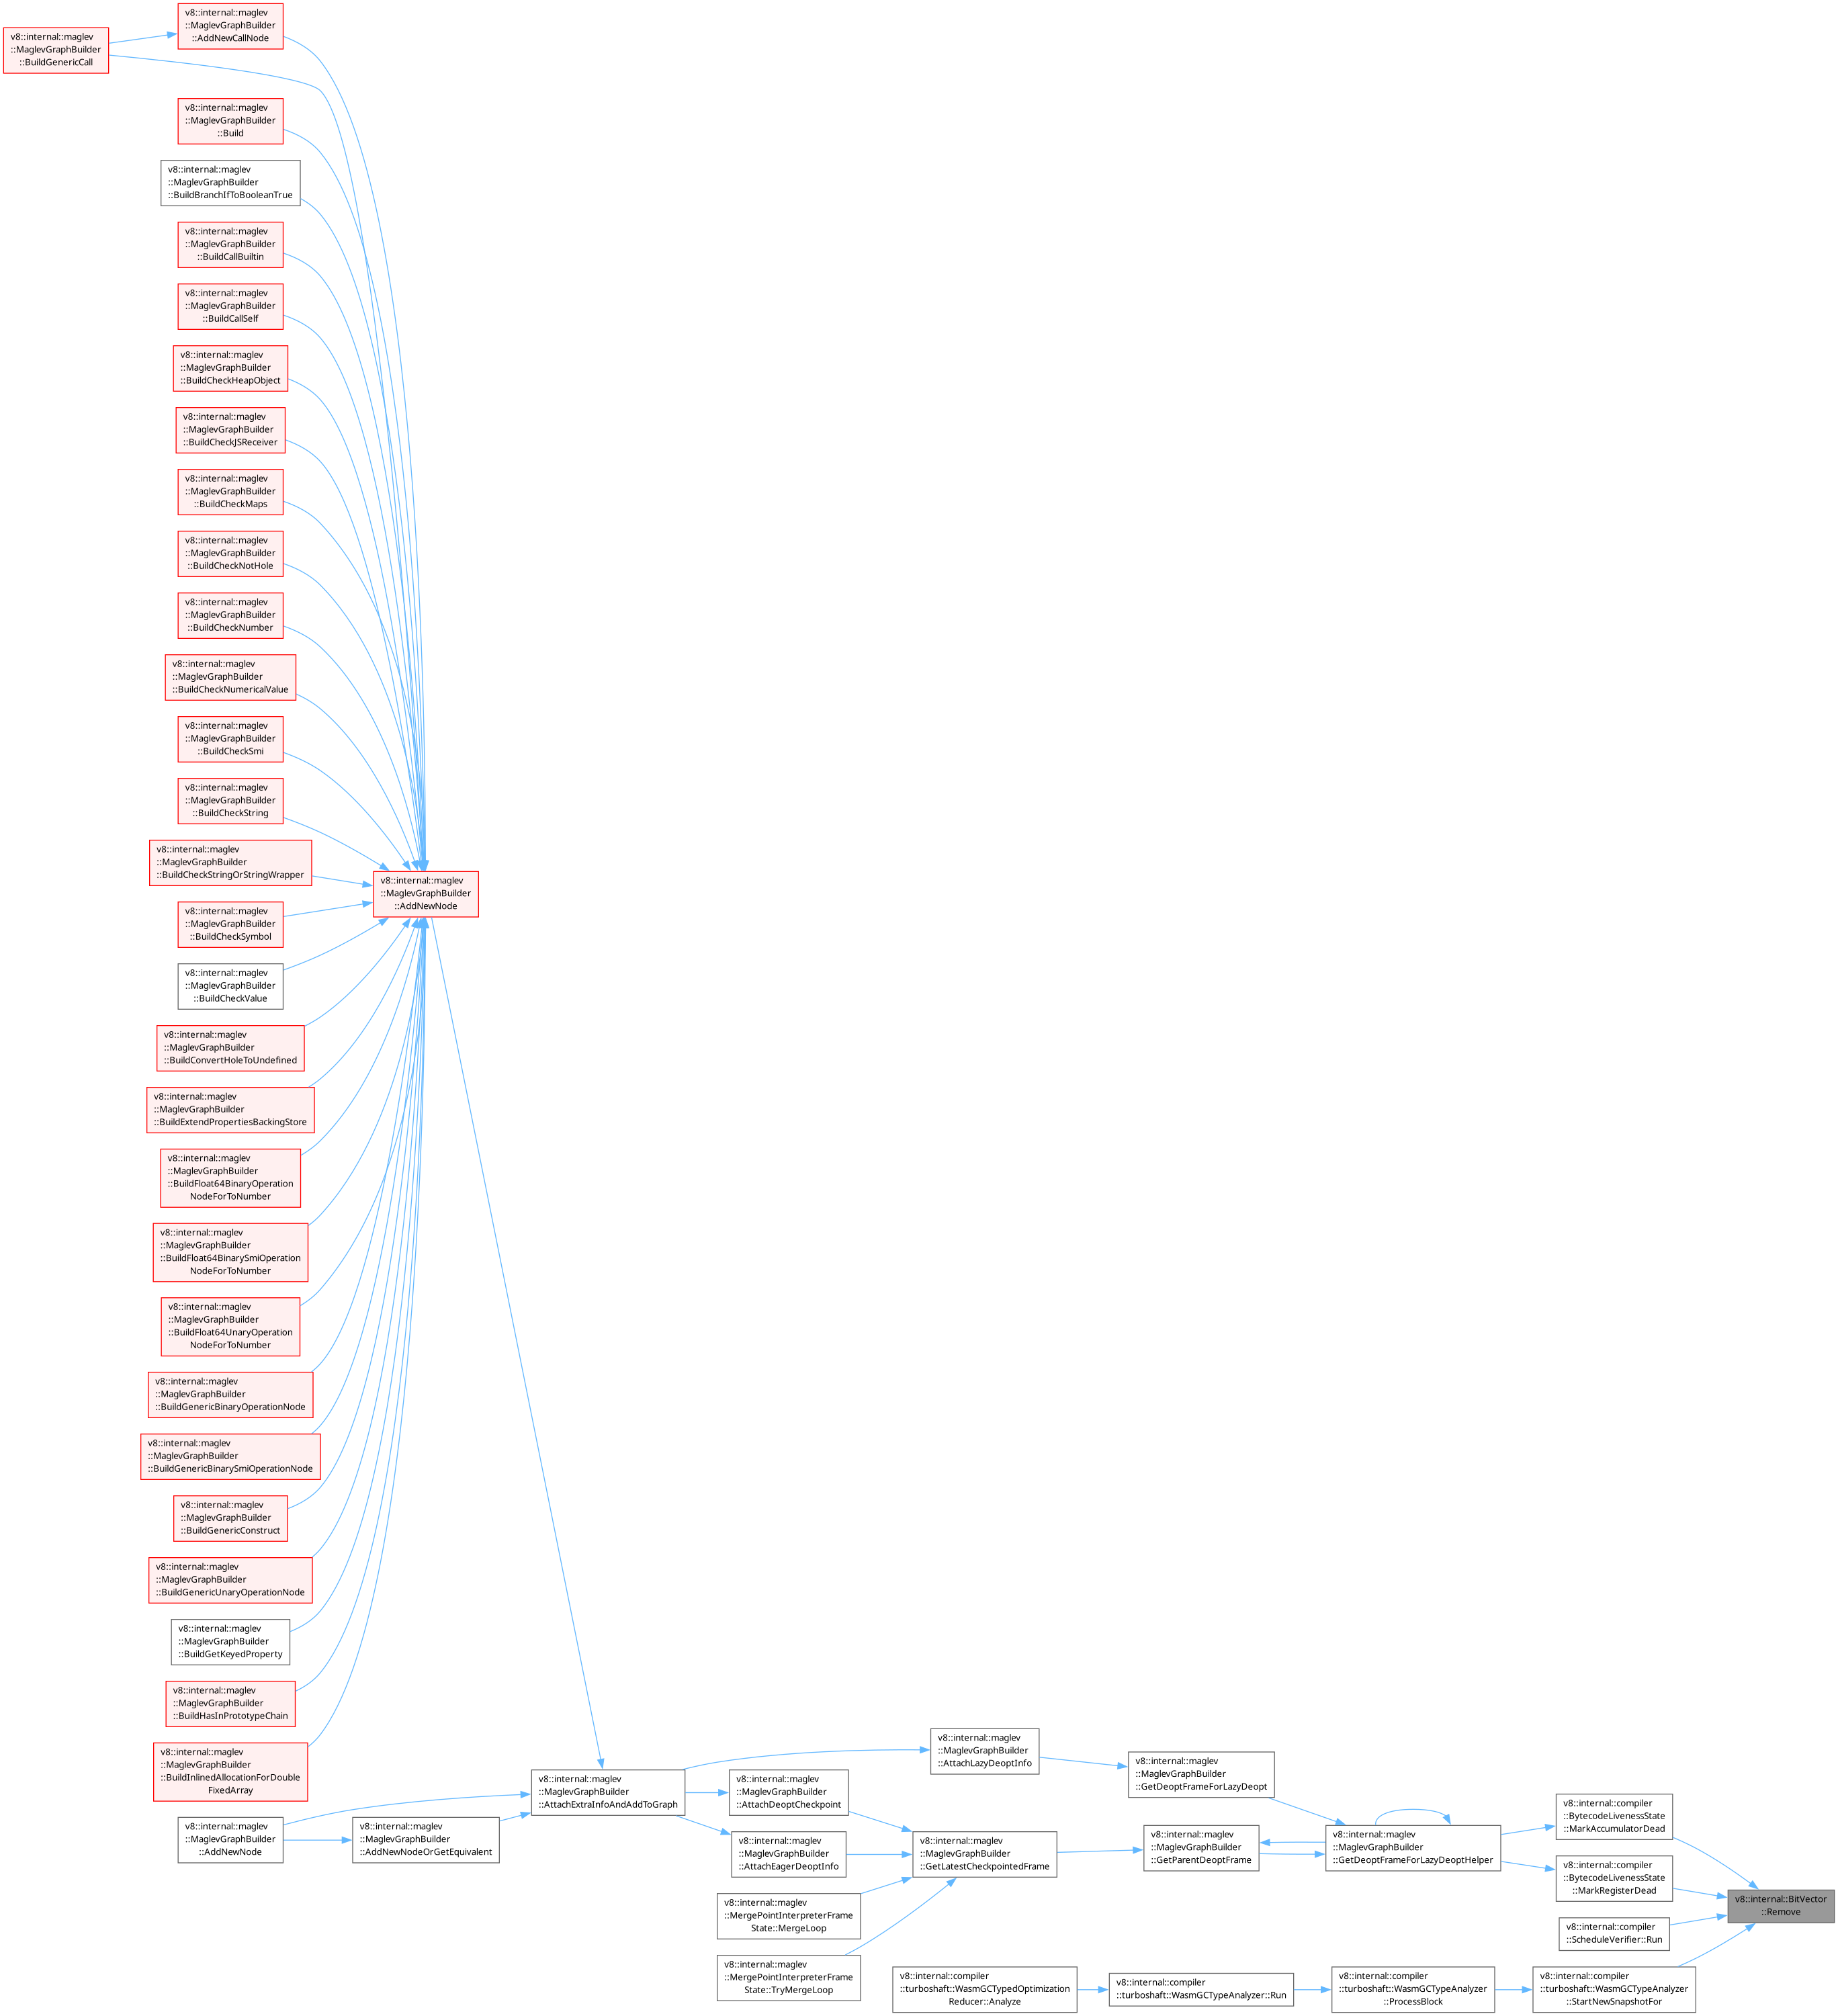 v8::internal::maglev
::MaglevGraphBuilder
::AddNewCallNode
v8::internal::maglev
::MaglevGraphBuilder
::BuildGenericCall
v8::internal::maglev
::MaglevGraphBuilder
::Build
v8::internal::maglev
::MaglevGraphBuilder
::BuildBranchIfToBooleanTrue
v8::internal::maglev
::MaglevGraphBuilder
::BuildCallBuiltin
v8::internal::maglev
::MaglevGraphBuilder
::BuildCallSelf
v8::internal::maglev
::MaglevGraphBuilder
::BuildCheckHeapObject
v8::internal::maglev
::MaglevGraphBuilder
::BuildCheckJSReceiver
v8::internal::maglev
::MaglevGraphBuilder
::BuildCheckMaps
v8::internal::maglev
::MaglevGraphBuilder
::BuildCheckNotHole
v8::internal::maglev
::MaglevGraphBuilder
::BuildCheckNumber
v8::internal::maglev
::MaglevGraphBuilder
::BuildCheckNumericalValue
v8::internal::maglev
::MaglevGraphBuilder
::BuildCheckSmi
v8::internal::maglev
::MaglevGraphBuilder
::BuildCheckString
v8::internal::maglev
::MaglevGraphBuilder
::BuildCheckStringOrStringWrapper
v8::internal::maglev
::MaglevGraphBuilder
::AddNewNode
v8::internal::maglev
::MaglevGraphBuilder
::BuildCheckSymbol
v8::internal::maglev
::MaglevGraphBuilder
::BuildCheckValue
v8::internal::maglev
::MaglevGraphBuilder
::BuildConvertHoleToUndefined
v8::internal::maglev
::MaglevGraphBuilder
::BuildExtendPropertiesBackingStore
v8::internal::maglev
::MaglevGraphBuilder
::BuildFloat64BinaryOperation
NodeForToNumber
v8::internal::maglev
::MaglevGraphBuilder
::BuildFloat64BinarySmiOperation
NodeForToNumber
v8::internal::maglev
::MaglevGraphBuilder
::BuildFloat64UnaryOperation
NodeForToNumber
v8::internal::maglev
::MaglevGraphBuilder
::BuildGenericBinaryOperationNode
v8::internal::maglev
::MaglevGraphBuilder
::BuildGenericBinarySmiOperationNode
v8::internal::maglev
::MaglevGraphBuilder
::BuildGenericConstruct
v8::internal::maglev
::MaglevGraphBuilder
::BuildGenericUnaryOperationNode
v8::internal::maglev
::MaglevGraphBuilder
::BuildGetKeyedProperty
v8::internal::maglev
::MaglevGraphBuilder
::BuildHasInPrototypeChain
v8::internal::maglev
::MaglevGraphBuilder
::BuildInlinedAllocationForDouble
FixedArray
v8::internal::maglev
::MaglevGraphBuilder
::AddNewNode
v8::internal::maglev
::MaglevGraphBuilder
::AddNewNodeOrGetEquivalent
v8::internal::maglev
::MaglevGraphBuilder
::AttachExtraInfoAndAddToGraph
v8::internal::maglev
::MaglevGraphBuilder
::AttachLazyDeoptInfo
v8::internal::maglev
::MaglevGraphBuilder
::AttachDeoptCheckpoint
v8::internal::maglev
::MaglevGraphBuilder
::AttachEagerDeoptInfo
v8::internal::maglev
::MergePointInterpreterFrame
State::MergeLoop
v8::internal::maglev
::MergePointInterpreterFrame
State::TryMergeLoop
v8::internal::maglev
::MaglevGraphBuilder
::GetLatestCheckpointedFrame
v8::internal::maglev
::MaglevGraphBuilder
::GetDeoptFrameForLazyDeopt
v8::internal::maglev
::MaglevGraphBuilder
::GetParentDeoptFrame
v8::internal::maglev
::MaglevGraphBuilder
::GetDeoptFrameForLazyDeoptHelper
v8::internal::compiler
::BytecodeLivenessState
::MarkAccumulatorDead
v8::internal::compiler
::BytecodeLivenessState
::MarkRegisterDead
v8::internal::BitVector
::Remove
v8::internal::compiler
::ScheduleVerifier::Run
v8::internal::compiler
::turboshaft::WasmGCTypedOptimization
Reducer::Analyze
v8::internal::compiler
::turboshaft::WasmGCTypeAnalyzer::Run
v8::internal::compiler
::turboshaft::WasmGCTypeAnalyzer
::ProcessBlock
v8::internal::compiler
::turboshaft::WasmGCTypeAnalyzer
::StartNewSnapshotFor